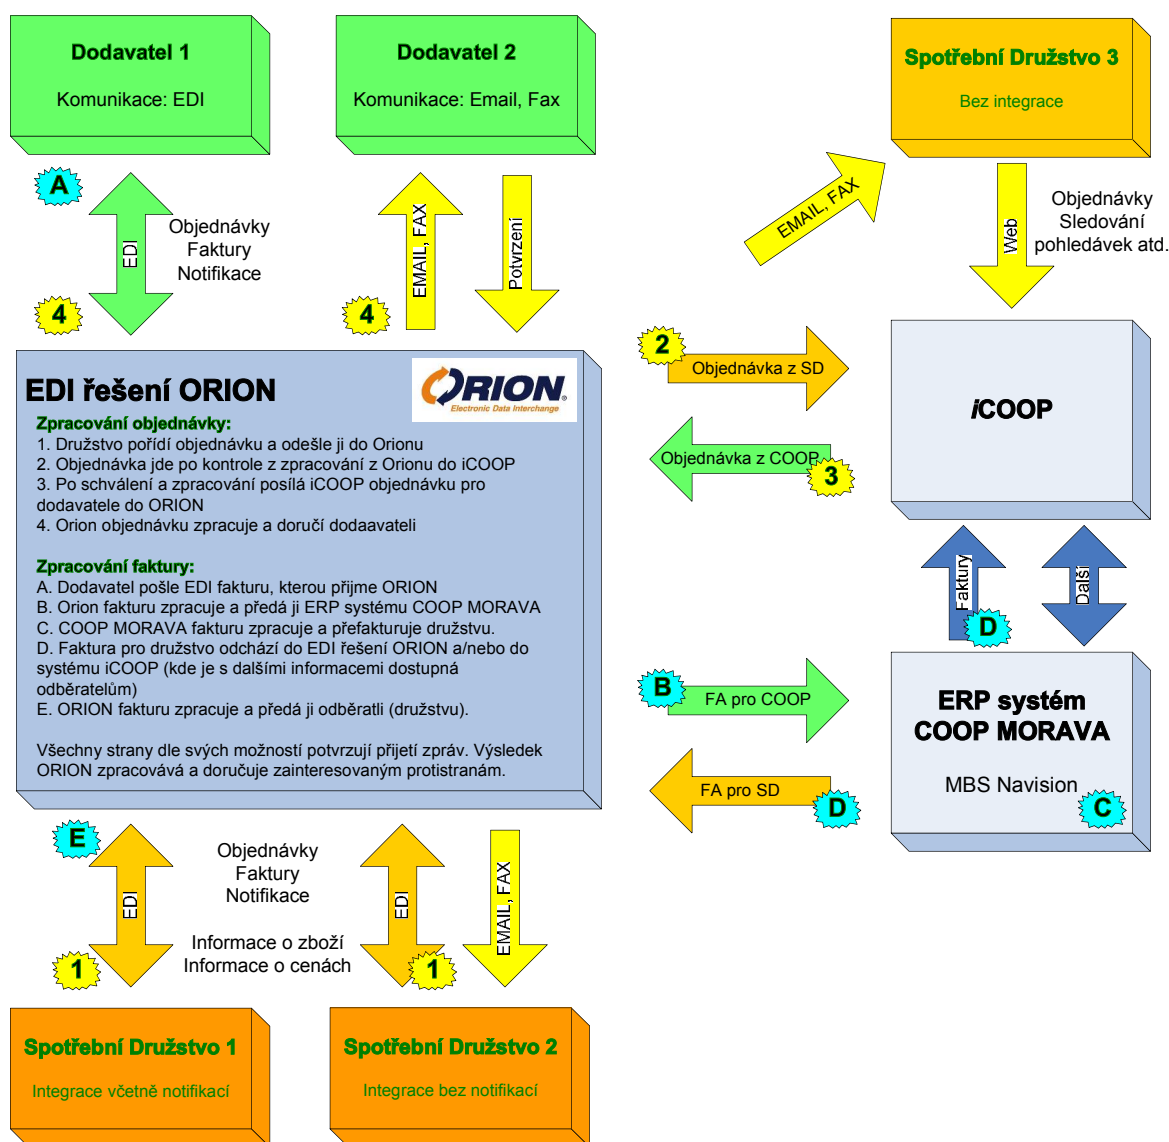 Dodavatel 1
Komunikace: EDI
Dodavatel 2
Komunikace: Email, Fax
Spotřební Družstvo 3
Bez integrace
A
EDI
Objednávky
Faktury
Notifikace
4
EMAIL, FAX
4
Potvrzení
EMAIL, FAX
Web
Objednávky
Sledování
pohledávek atd.
EDI řešení ORION
ORION.
Electronic Data Interchange
Zpracování objednávky:
1. Družstvo pořídí objednávku a odešle ji do Orionu
2. Objednávka jde po kontrole z zpracování z Orionu do iCOOP
3. Po schválení a zpracování posílá iCOOP objednávku pro
dodavatele do ORION
4. Orion objednávku zpracuje a doručí dodaavateli
Zpracování faktury:
A. Dodavatel pošle EDI fakturu, kterou přijme ORION
B. Orion fakturu zpracuje a předá ji ERP systému COOP MORAVA
C. COOP MORAVA fakturu zpracuje a přefakturuje družstvu.
D. Faktura pro družstvo odchází do EDI řešení ORION a/nebo do
systému iCOOP (kde je s dalšími informacemi dostupná
odběratelům)
E. ORION fakturu zpracuje a předá ji odběratli (družstvu).
Všechny strany dle svých možností potvrzují přijetí zpráv. Výsledek
ORION zpracovává a doručuje zainteresovaným protistranám.
2
Objednávka z SD
Objednávka z COOP
3
iCOOP
Faktury
D
Další
B
FA pro COOP
FA pro SD
D
ERP systém
COOP MORAVA
MBS Navision
C
E
EDI
1
Objednávky
Faktury
Notifikace
Informace o zboží
Informace o cenách
EDI
1
EMAIL, FAX
Spotřební Družstvo 1
Integrace včetně notifikací
Spotřební Družstvo 2
Integrace bez notifikací